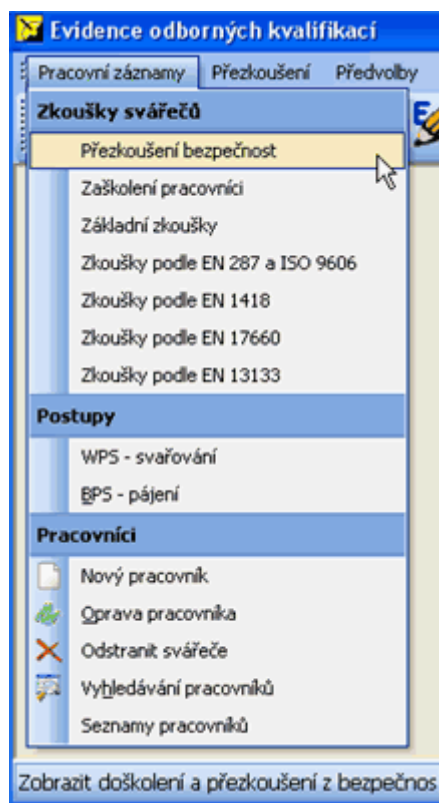 Evidence odborných kvalifikací
Pracovní záznamy Přezkoušení Předvolby
Zkoušky svářečů
Přezkoušení bezpečnost
Zaškolení pracovníci
Základní zkoušky
Zkoušky podle EN 287 a ISO 9606
Zkoušky podle EN 1418
Zkoušky podle EN 17660
Zkoušky podle EN 13133
Postupy
WPS - svařování
BPS - pájení
Pracovníci
Nový pracovník
Oprava pracovníka
Odstranit svářeče
Vyhledávání pracovníků
Seznamy pracovníků
Zobrazit doškolení a přezkoušení z bezpečnos